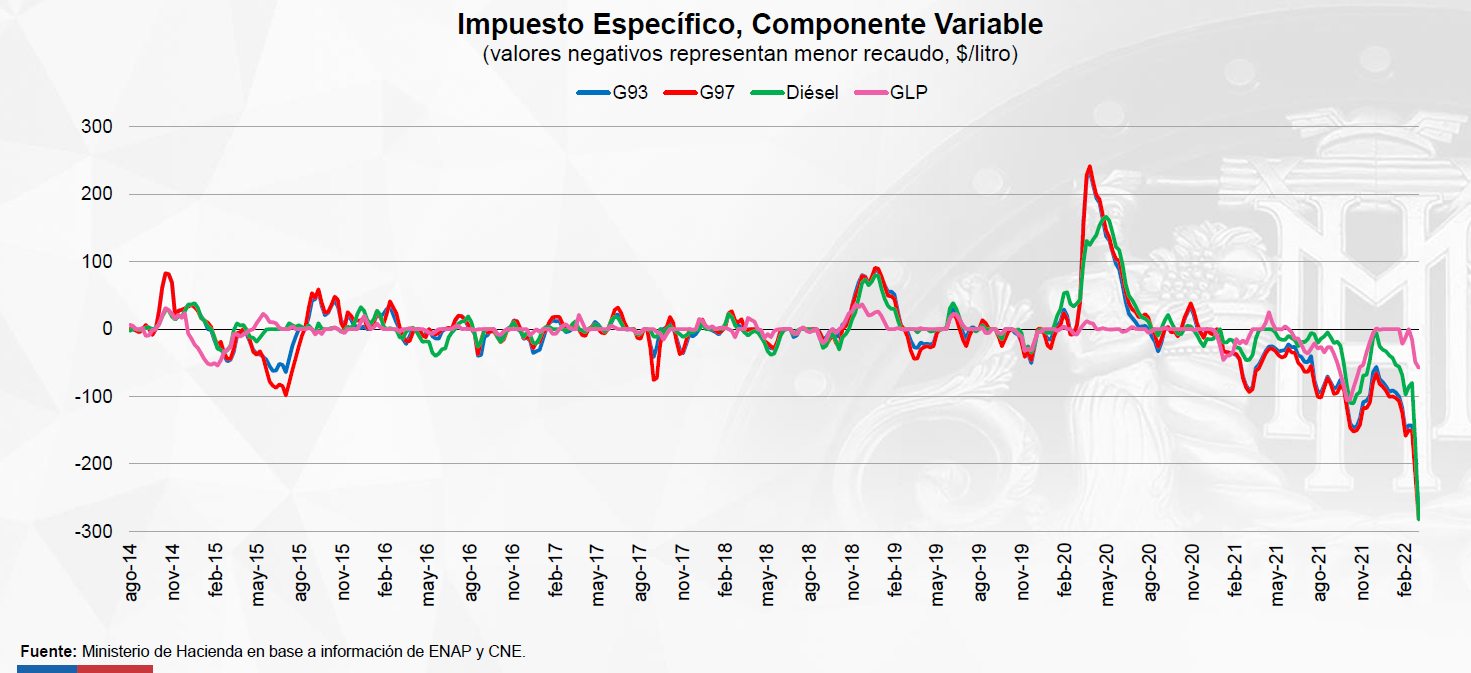 Impuesto Específico, Componente Variable
(valores negativos representan menor recaudo, $/litro)
G93 G97 Diésel GLP
300
200
100
0
-100
-200
-300
ago-14 nov-14 feb-15 may-15 ago-15 nov-15 feb-16 may-16 ago-16 nov-16 feb-17 may-17 ago-17 nov-17 feb-18 may-18 ago-18 nov-18 feb-19 may-19 ago-19 nov-19 feb-20 may-20 ago-20 nov-20 feb-21 may-21 ago-21 nov-21 feb-22
Fuente: Ministerio de Hacienda en base a información de ENAP y CNE.